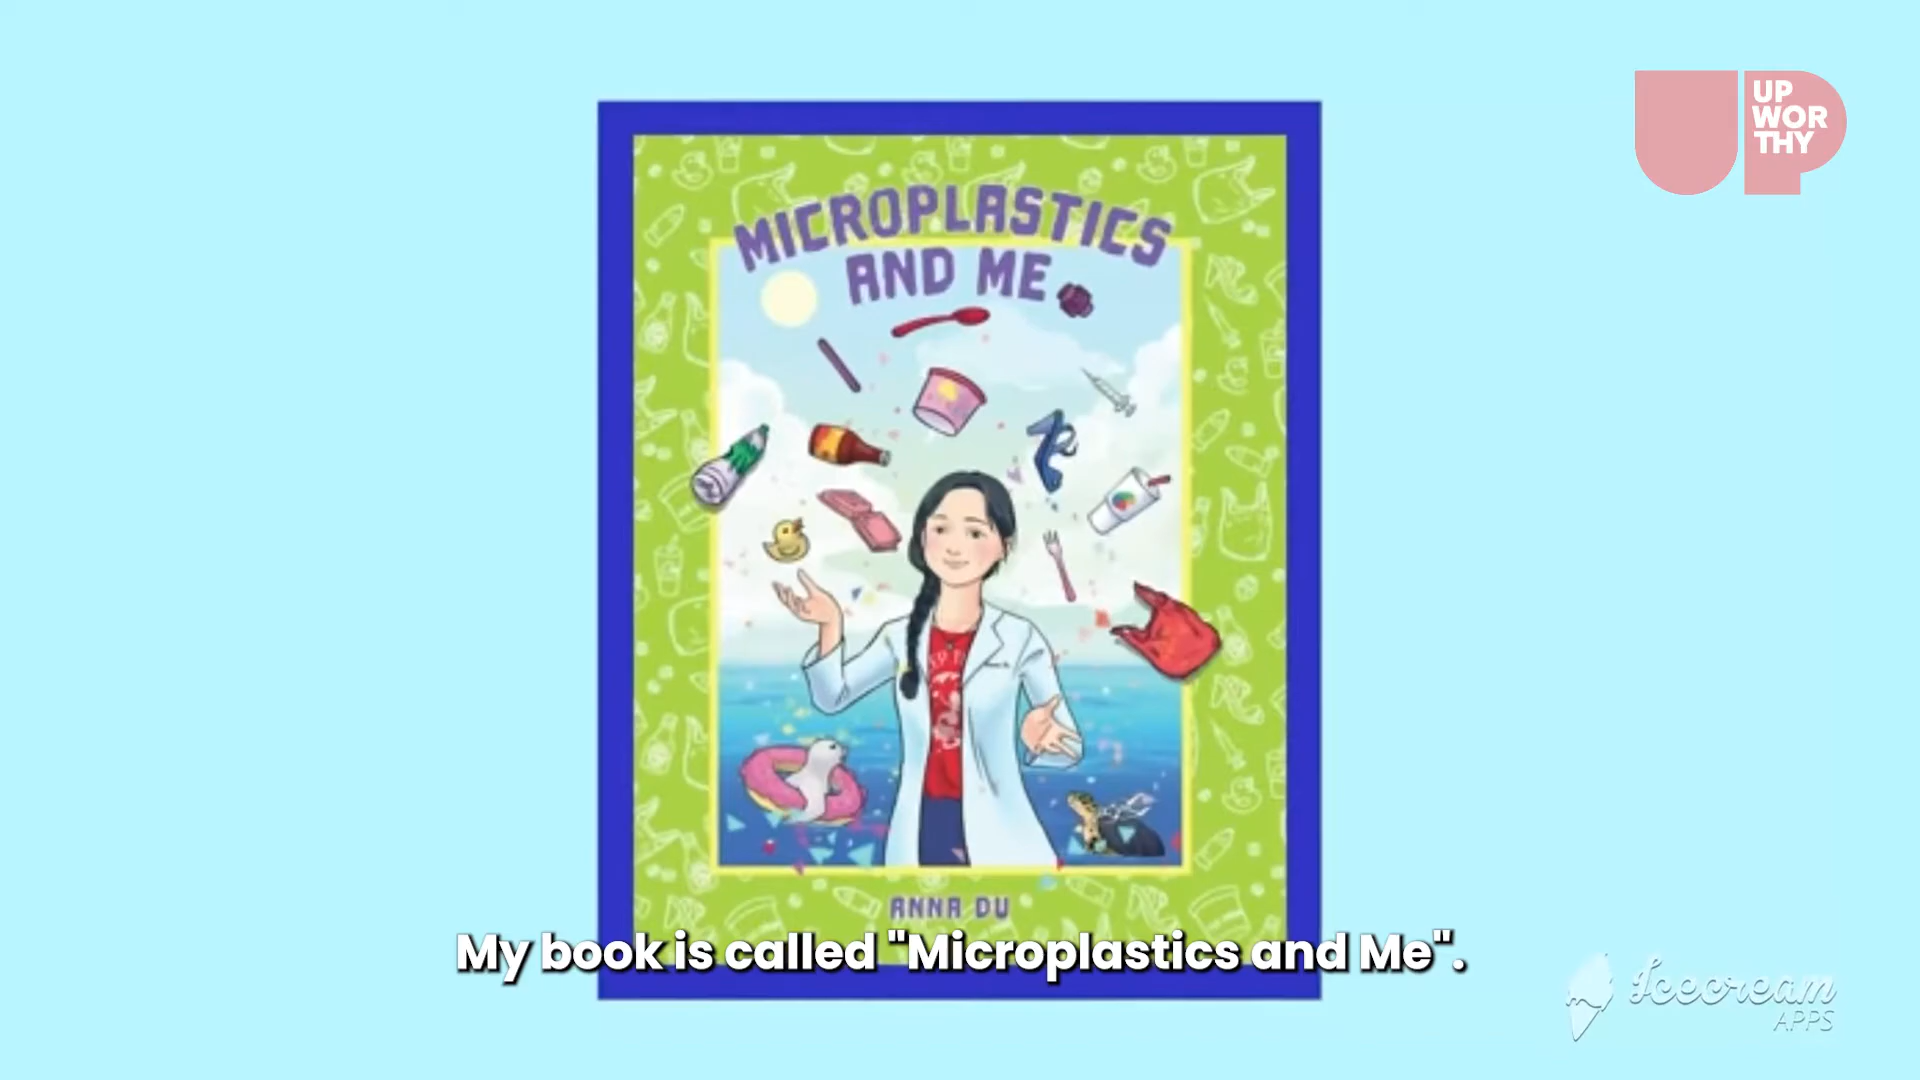 UP
WOR
THY
MICROPLASTICS
AND ME
ANNA DU
My book is called "Microplastics and Me".
Icecream
APPS